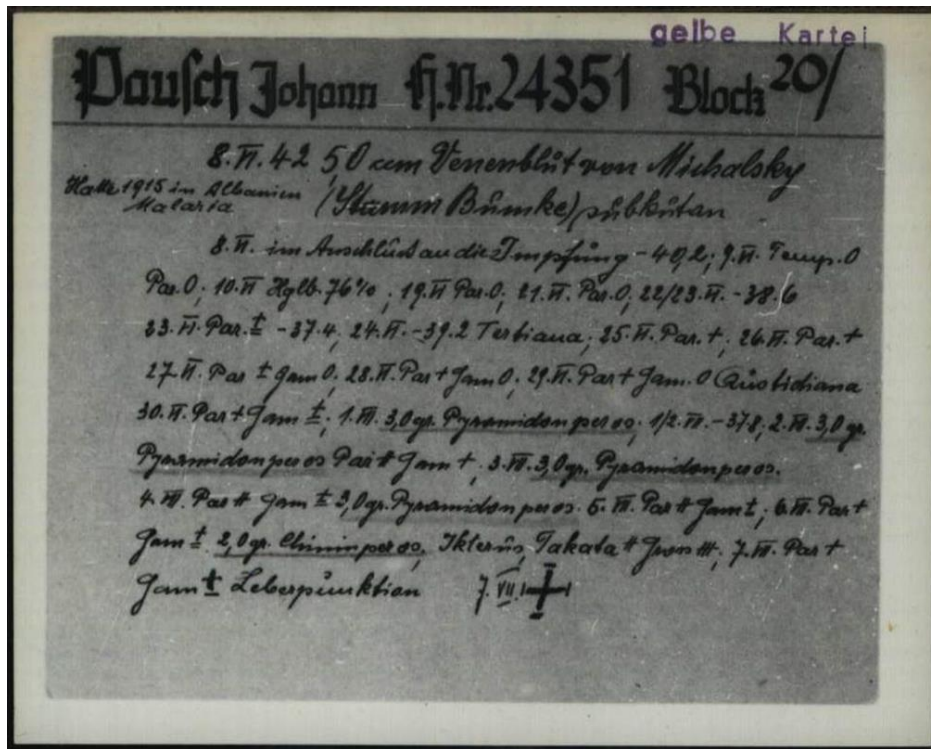 gelbe Kartei
Pausch Johann H.Nr. 24351 Block 20/
8.VI.42 5,0 ccm Venenblut von Michalsky
Hatte 1915 in Albanien
Malaria
(Stamm Bumke) subkutan
8.VI. im Anschluss an die Impfung - 40,2; 9.VI. Temp. 0
Par. 0; 10.VI Hglb. 76%; 19.VI Par. 0; 21.VI. Par. 0; 22/23.VI. - 38.6
23.VI. Par. ± - 37.4; 24.VI. - 39.2 Tertiana; 25.VI. Par. +; 26.VI. Par. +
27.VI. Par ± Gam 0; 28.VI. Par + Gam 0; 29.VI. Par + Gam. 0 Quotidiana
30.VI. Par + Gam ±; 1.VII. 3,0 gr. Pyramidon per os; 1/2.VII. - 37.8; 2.VII. 3,0 gr.
Pyramidon per os Par ++ Gam +; 3.VII. 3,0 gr. Pyramidon per os.
4.VII. Par ++ Gam ± 3,0 gr. Pyramidon per os. 5.VII. Par ++ Gam ±; 6.VII. Par +
Gam ± 2,0 gr. Chinin per os, Ikterus, Takata ++ Gros +++; 7.VII. Par +
Gam ± Leberpunktion 7.VII. ✝